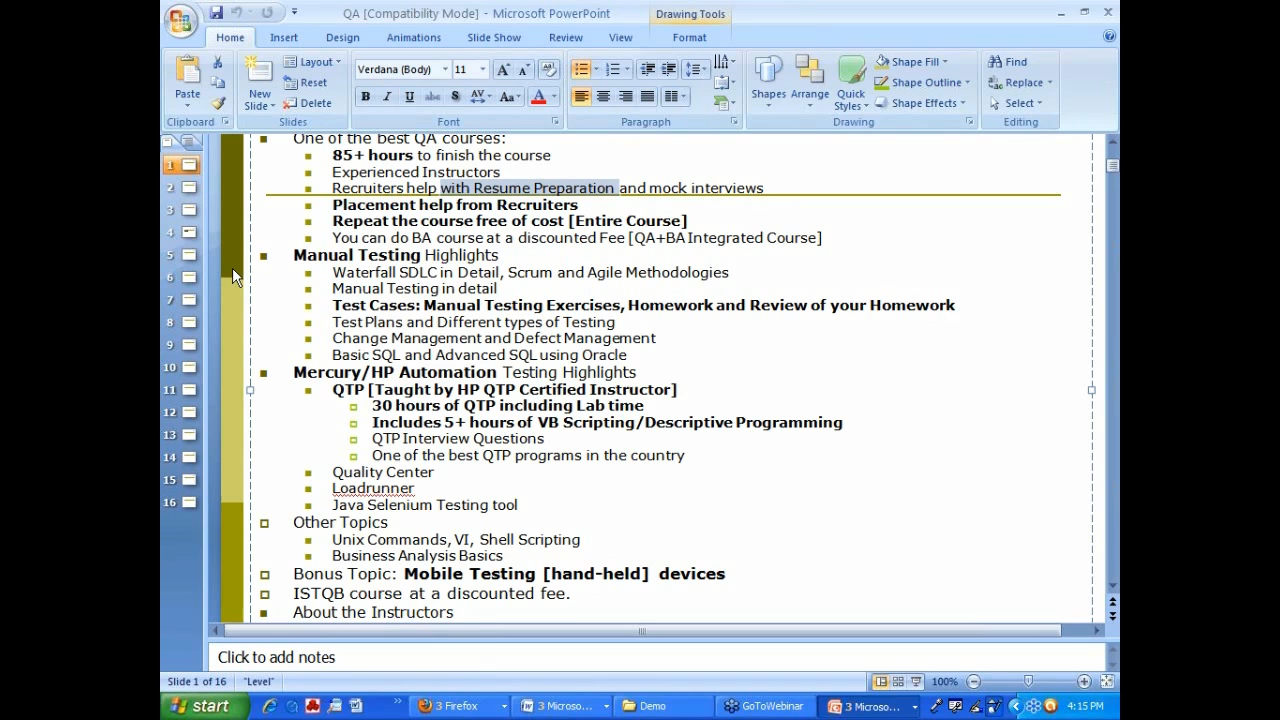 QA [Compatibility Mode] - Microsoft PowerPoint
Drawing Tools
Home
Insert
Design
Animations
Slide Show
Review
View
Format
Paste
Clipboard
New
Slide
Layout
Reset
Delete
Slides
Verdana (Body)
11
Font
Paragraph
Shapes
Arrange
Quick
Styles
Shape Fill
Shape Outline
Shape Effects
Drawing
Find
Replace
Select
Editing
One of the best QA courses:
85+ hours to finish the course
Experienced Instructors
Recruiters help with Resume Preparation and mock interviews
Placement help from Recruiters
Repeat the course free of cost [Entire Course]
You can do BA course at a discounted Fee [QA+BA Integrated Course]
Manual Testing Highlights
Waterfall SDLC in Detail, Scrum and Agile Methodologies
Manual Testing in detail
Test Cases: Manual Testing Exercises, Homework and Review of your Homework
Test Plans and Different types of Testing
Change Management and Defect Management
Basic SQL and Advanced SQL using Oracle
Mercury/HP Automation Testing Highlights
QTP [Taught by HP QTP Certified Instructor]
30 hours of QTP including Lab time
Includes 5+ hours of VB Scripting/Descriptive Programming
QTP Interview Questions
One of the best QTP programs in the country
Quality Center
Loadrunner
Java Selenium Testing tool
Other Topics
Unix Commands, VI, Shell Scripting
Business Analysis Basics
Bonus Topic: Mobile Testing [hand-held] devices
ISTQB course at a discounted fee.
About the Instructors
1
2
3
4
5
6
7
8
9
10
11
12
13
14
15
16
Click to add notes
Slide 1 of 16
"Level"
100%
start
3 Firefox
3 Microso...
Demo
GoToWebinar
3 Microso...
4:15 PM